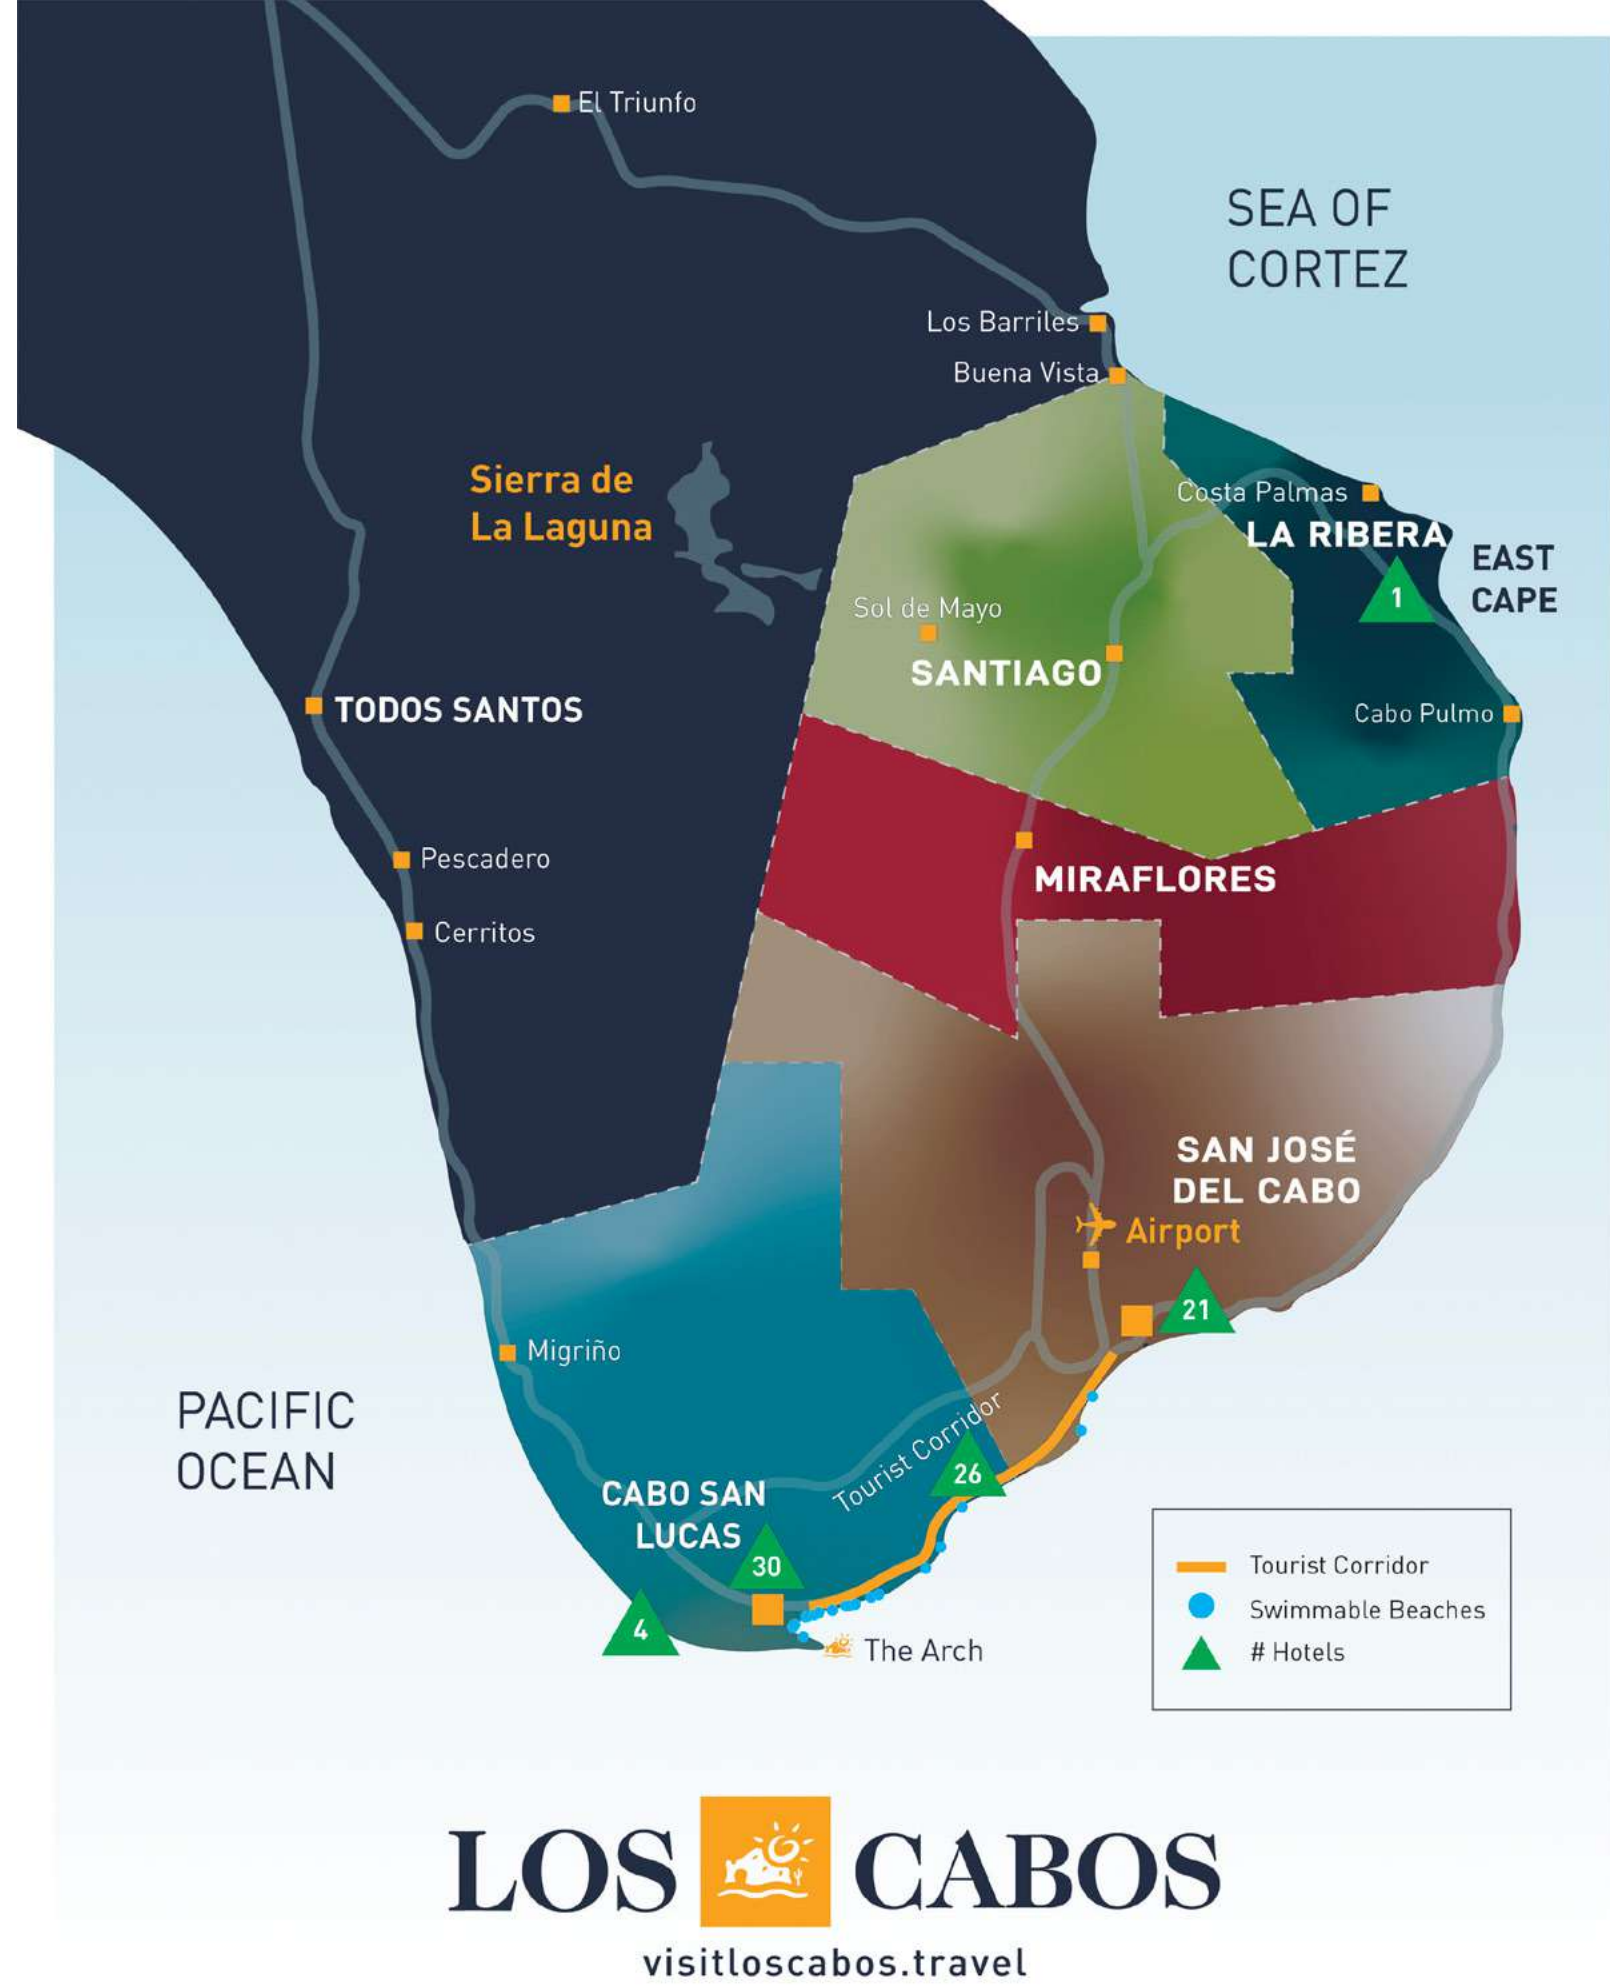 El Triunfo
SEA OF
CORTEZ
Los Barriles
Buena Vista
Sierra de
La Laguna
Costa Palmas
LA RIBERA
EAST
CAPE
1
Sol de Mayo
SANTIAGO
TODOS SANTOS
Cabo Pulmo
Pescadero
MIRAFLORES
Cerritos
SAN JOSÉ
DEL CABO
Airport
21
Migriño
PACIFIC
OCEAN
Tourist Corridor
26
CABO SAN
LUCAS
30
4
The Arch
Tourist Corridor
Swimmable Beaches
# Hotels
LOS CABOS
visitloscabos.travel